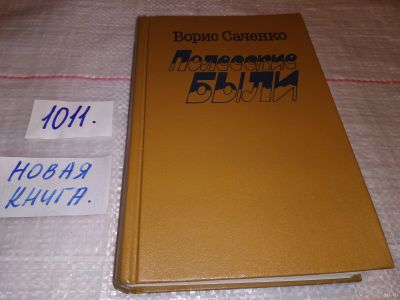 Борис Саченко
Полесские
БЫЛИ
1011.
НОВАЯ
КНИГА.